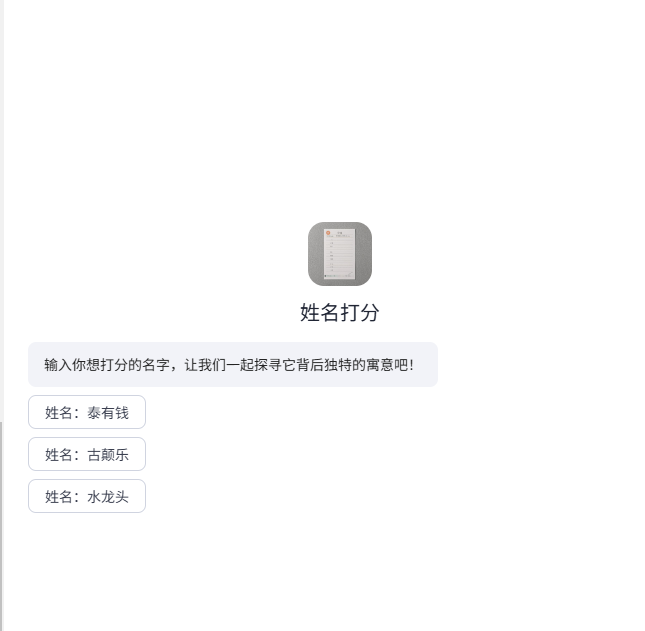 姓名打分
输入你想打分的名字，让我们一起探寻它背后独特的寓意吧！
姓名：泰有钱
姓名：古颠乐
姓名：水龙头